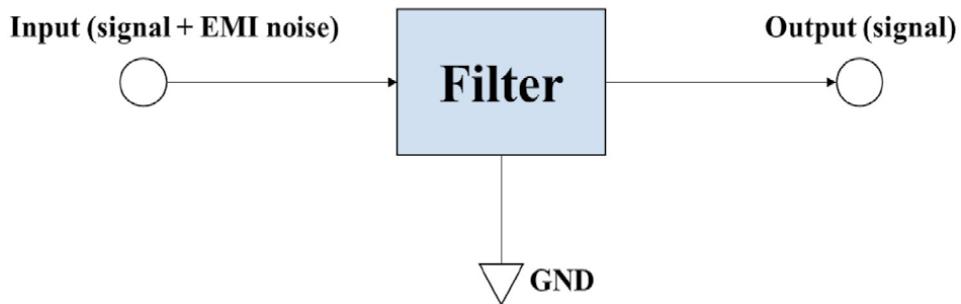 Input (signal + EMI noise)
Output (signal)
Filter
GND